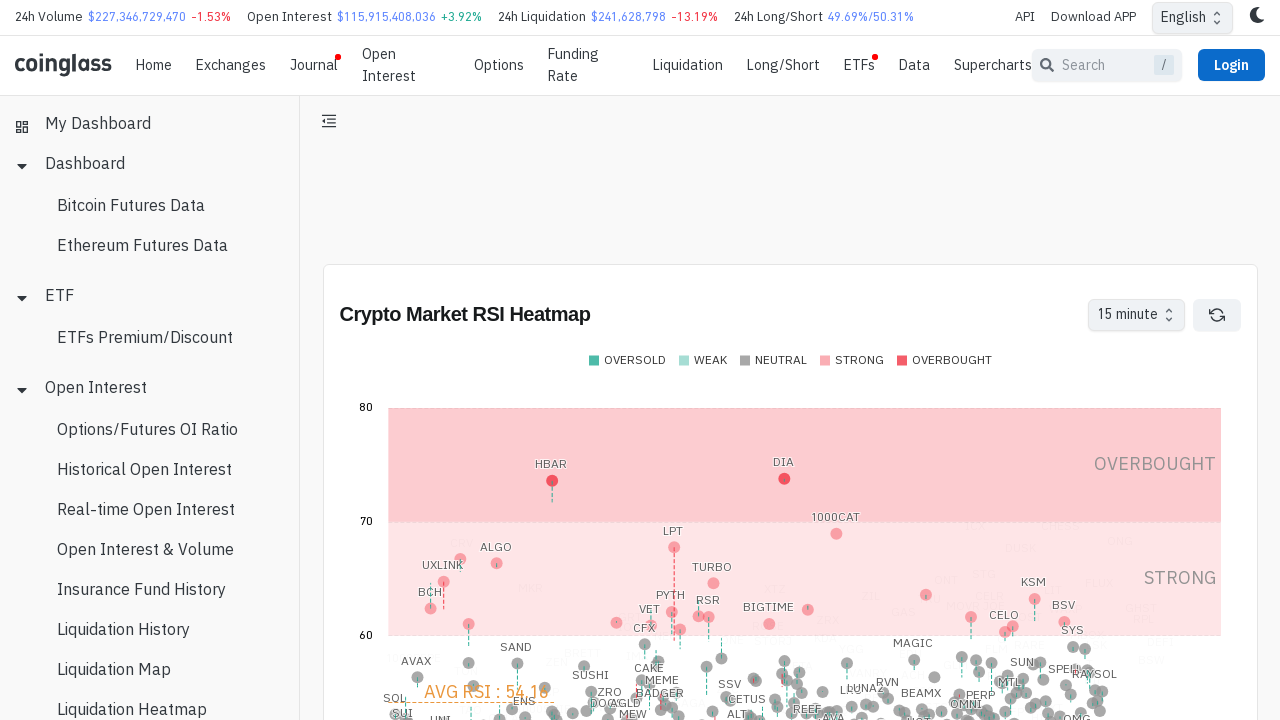 24h Volume $227,346,729,470 -1.53% Open Interest $115,915,408,036 +3.92% 24h Liquidation $241,628,798 -13.19% 24h Long/Short 49.69%/50.31% API Download APP English
coinglass Home Exchanges Journal Open Interest Options Funding Rate Liquidation Long/Short ETFs Data Supercharts Search / Login
My Dashboard
Dashboard
Bitcoin Futures Data
Ethereum Futures Data
ETF
ETFs Premium/Discount
Open Interest
Options/Futures OI Ratio
Historical Open Interest
Real-time Open Interest
Open Interest & Volume
Insurance Fund History
Liquidation History
Liquidation Map
Liquidation Heatmap
Crypto Market RSI Heatmap 15 minute
OVERSOLD WEAK NEUTRAL STRONG OVERBOUGHT
80
HBAR DIA OVERBOUGHT
70
1000CAT
LPT
ALGO
UXLINK TURBO STRONG
BCH PYTH RSR KSM
VET BIGTIME BSV
CELO
CFX SYS
60
SAND MAGIC
AVAX SUN
CAKE SPELL
SUSHI MEME RAYSOL
AVG RSI : 54.16 ZRO BADGER SSV LUNA2 RVN BEAMX PERP MTL
SOL ENS AGLD CETUS OMNI
SUI MEW ALT REEF
UNI AVA OMG